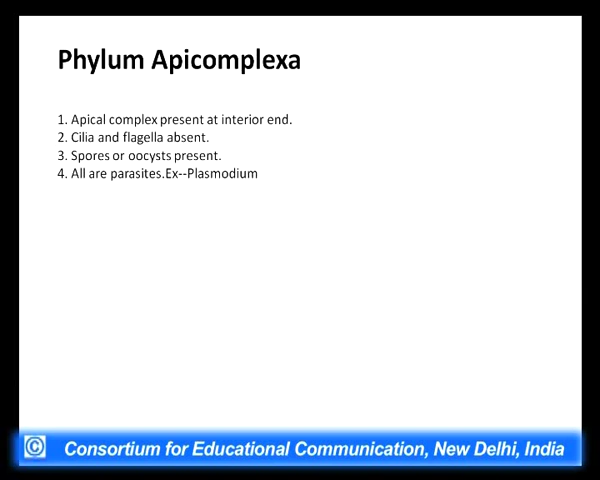 Phylum Apicomplexa
1. Apical complex present at interior end.
2. Cilia and flagella absent.
3. Spores or oocysts present.
4. All are parasites.Ex--Plasmodium
© Consortium for Educational Communication, New Delhi, India